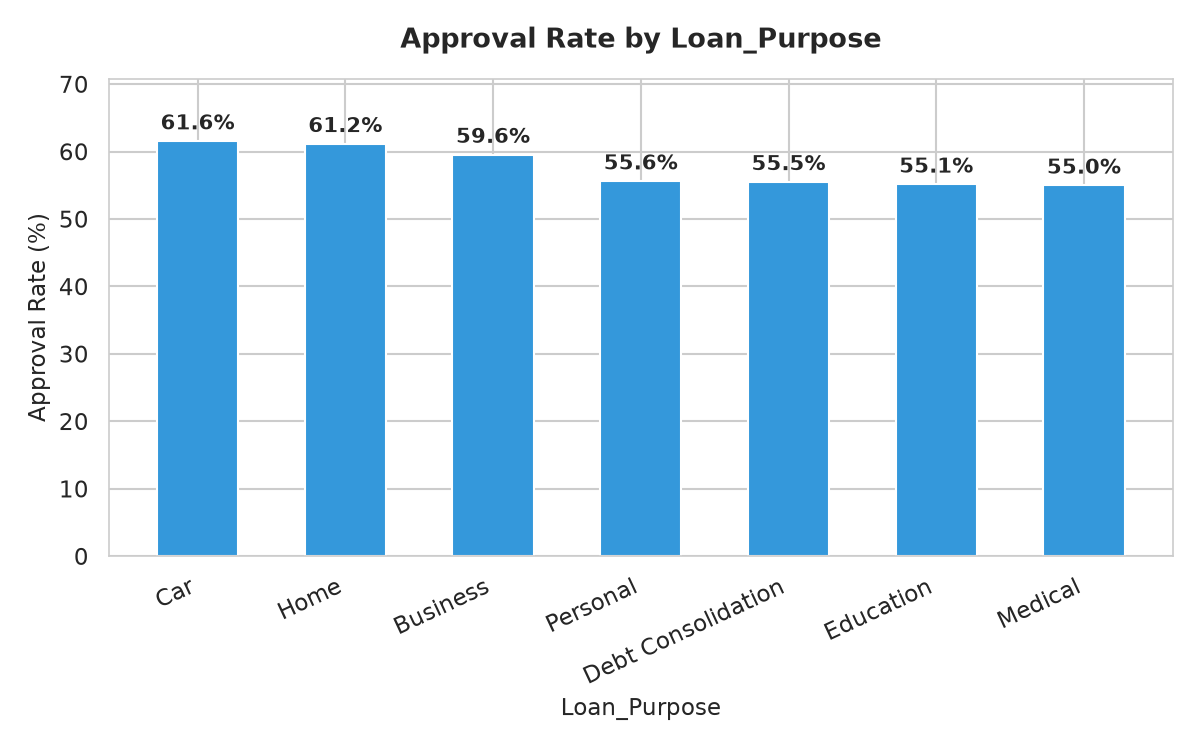 Approval Rate by Loan_Purpose
Approval Rate (%)
70
60
50
40
30
20
10
0
61.6%
61.2%
59.6%
55.6%
55.5%
55.1%
55.0%
Car
Home
Business
Personal
Debt Consolidation
Education
Medical
Loan_Purpose